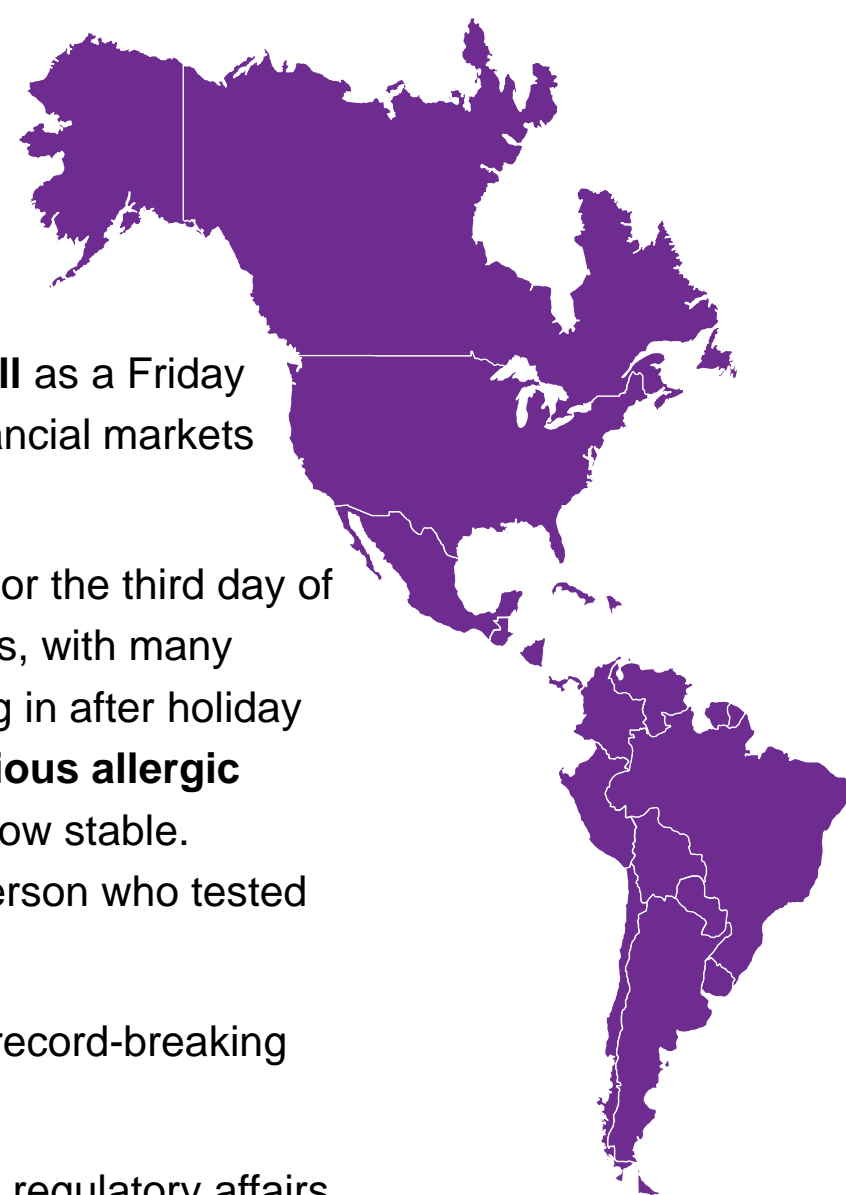 ll as a Friday
ancial markets
or the third day of
s, with many
g in after holiday
ious allergic
ow stable.
erson who tested
record-breaking
regulatory affairs